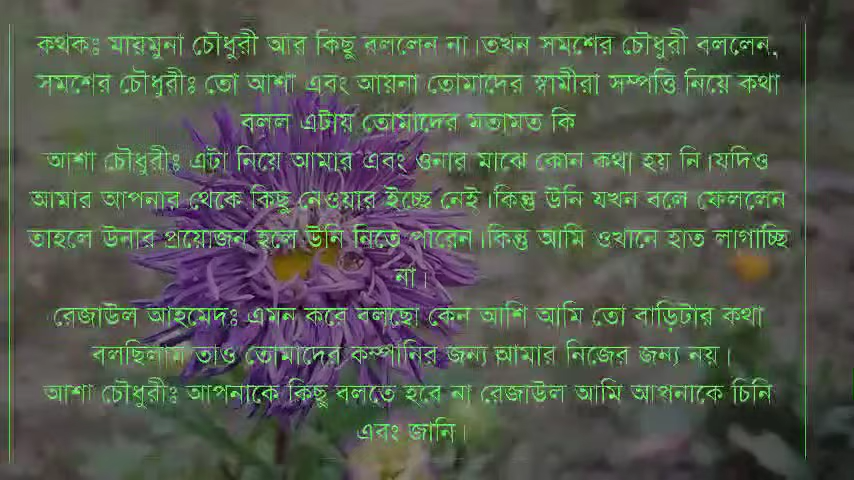 কথকঃ মায়মুনা চৌধুরী আর কিছু বললেন না।তখন সমশের চৌধুরী বললেন,
সমশের চৌধুরীঃ তো আশা এবং আয়না তোমাদের স্বামীরা সম্পত্তি নিয়ে কথা
বলল এটায় তোমাদের মতামত কি
আশা চৌধুরীঃ এটা নিয়ে আমার এবং ওনার মাঝে কোন কথা হয় নি।যদিও
আমার আপনার থেকে কিছু নেওয়ার ইচ্ছে নেই।কিন্তু উনি যখন বলে ফেললেন
তাহলে উনার প্রয়োজন হলে উনি নিতে পারেন।কিন্তু আমি ওখানে হাত লাগাচ্ছি
না।
রেজাউল আহমেদঃ এমন করে বলছো কেন আশি আমি তো বাড়িটার কথা
বলছিলাম তাও তোমাদের কম্পানির জন্য আমার নিজের জন্য নয়।
আশা চৌধুরীঃ আপনাকে কিছু বলতে হবে না রেজাউল আমি আপনাকে চিনি
এবং জানি।